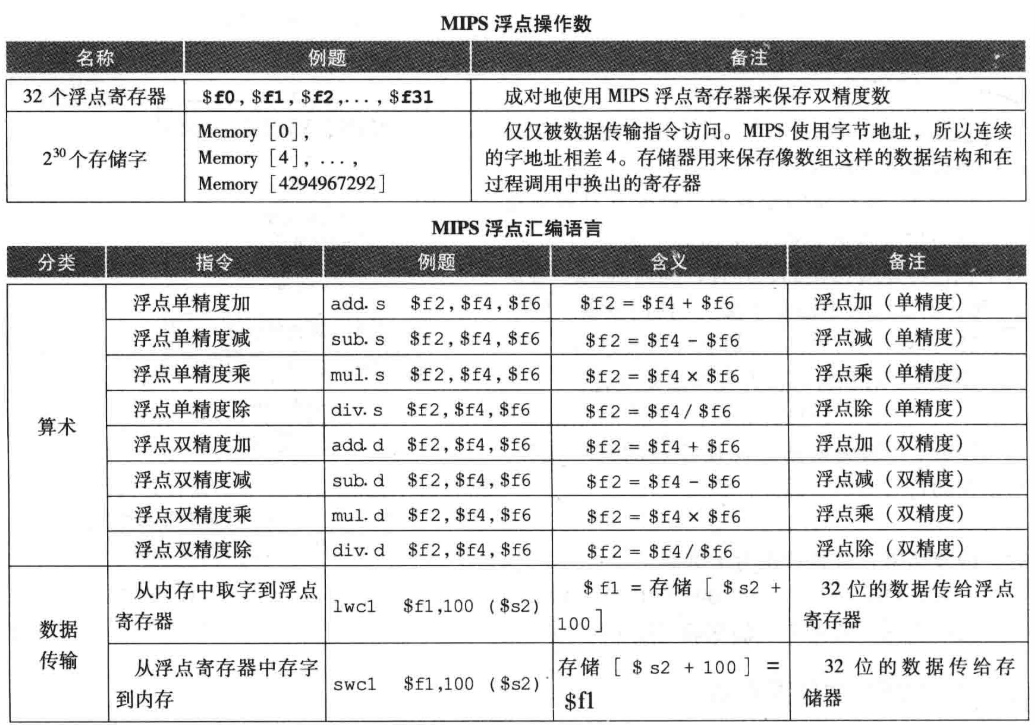 MIPS 浮点操作数
名称 例题 备注
32 个浮点寄存器 $f0, $f1, $f2,..., $f31 成对地使用 MIPS 浮点寄存器来保存双精度数
2³⁰个存储字 Memory [0],
Memory [4], ...,
Memory [4294967292]
仅仅被数据传输指令访问。MIPS 使用字节地址，所以连续
的字地址相差 4。存储器用来保存像数组这样的数据结构和在
过程调用中换出的寄存器
MIPS 浮点汇编语言
分类 指令 例题 含义 备注
算术
浮点单精度加 add.s $f2,$f4,$f6 $f2 = $f4 + $f6 浮点加（单精度）
浮点单精度减 sub.s $f2,$f4,$f6 $f2 = $f4 - $f6 浮点减（单精度）
浮点单精度乘 mul.s $f2,$f4,$f6 $f2 = $f4 × $f6 浮点乘（单精度）
浮点单精度除 div.s $f2,$f4,$f6 $f2 = $f4/$f6 浮点除（单精度）
浮点双精度加 add.d $f2,$f4,$f6 $f2 = $f4 + $f6 浮点加（双精度）
浮点双精度减 sub.d $f2,$f4,$f6 $f2 = $f4 - $f6 浮点减（双精度）
浮点双精度乘 mul.d $f2,$f4,$f6 $f2 = $f4 × $f6 浮点乘（双精度）
浮点双精度除 div.d $f2,$f4,$f6 $f2 = $f4/$f6 浮点除（双精度）
数据
传输
从内存中取字到浮点
寄存器
lwc1 $f1,100 ($s2)
$f1 = 存储 [ $s2 +
100]
32 位的数据传给浮点
寄存器
从浮点寄存器中存字
到内存
swc1 $f1,100 ($s2)
存储 [ $s2 + 100 ] =
$f1
32 位的数据传给存
储器